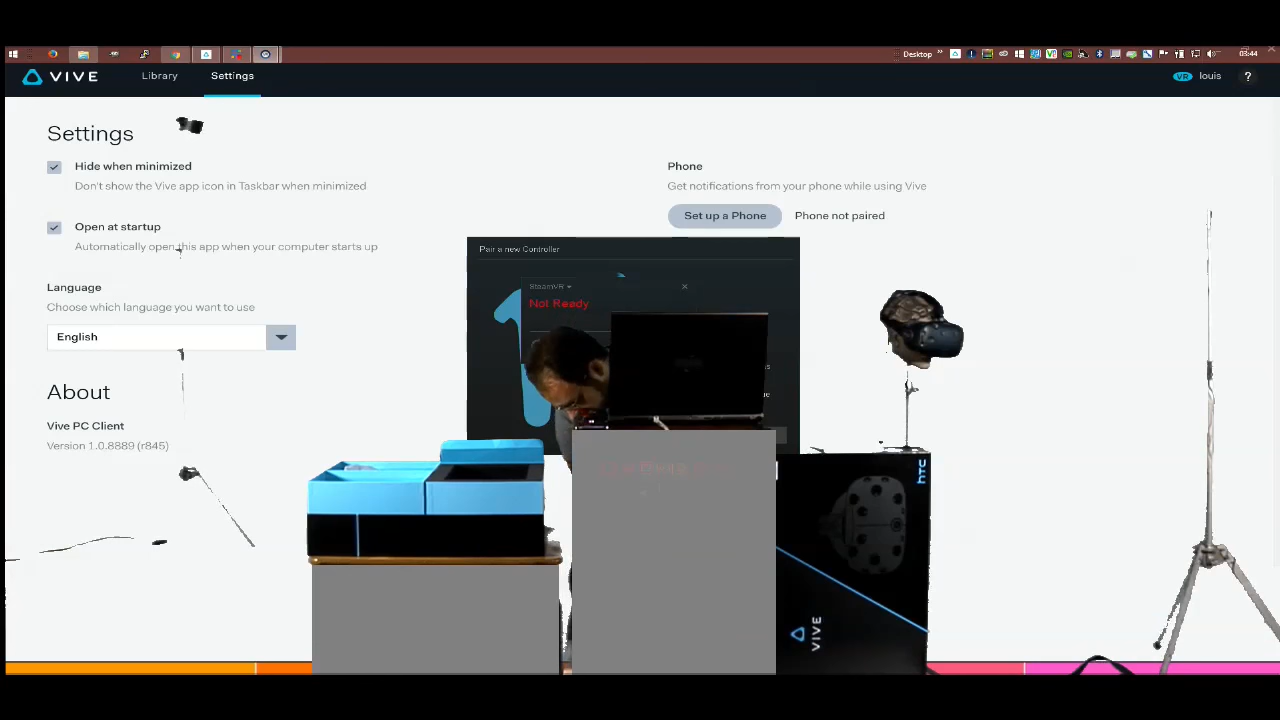 Desktop
03:44
VIVE
Library
Settings
VR louis ?
Settings
Hide when minimized
Don't show the Vive app icon in Taskbar when minimized
Open at startup
Automatically open this app when your computer starts up
Language
Choose which language you want to use
English
About
Vive PC Client
Version 1.0.8889 (r845)
Phone
Get notifications from your phone while using Vive
Set up a Phone
Phone not paired
Pair a new Controller
SteamVR
Not Ready
hTC
VIVE